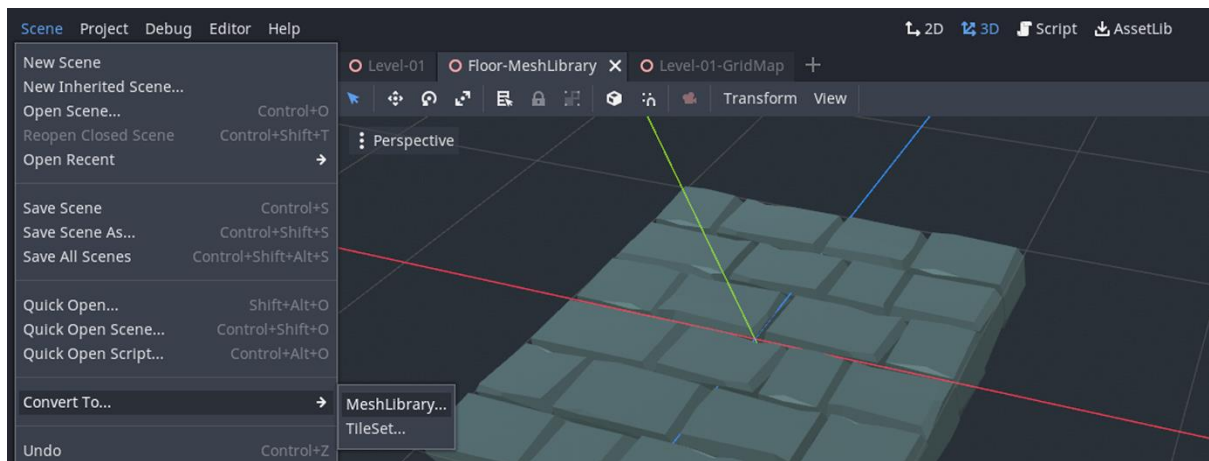 Scene Project Debug Editor Help 2D 3D Script AssetLib
New Scene
New Inherited Scene...
Open Scene... Control+O
Reopen Closed Scene Control+Shift+T
Open Recent
Save Scene Control+S
Save Scene As... Control+Shift+S
Save All Scenes Control+Shift+Alt+S
Quick Open... Shift+Alt+O
Quick Open Scene... Control+Shift+O
Quick Open Script... Control+Alt+O
Convert To...
Undo Control+Z
MeshLibrary...
TileSet...
Level-01 Floor-MeshLibrary Level-01-GridMap
Transform View
Perspective